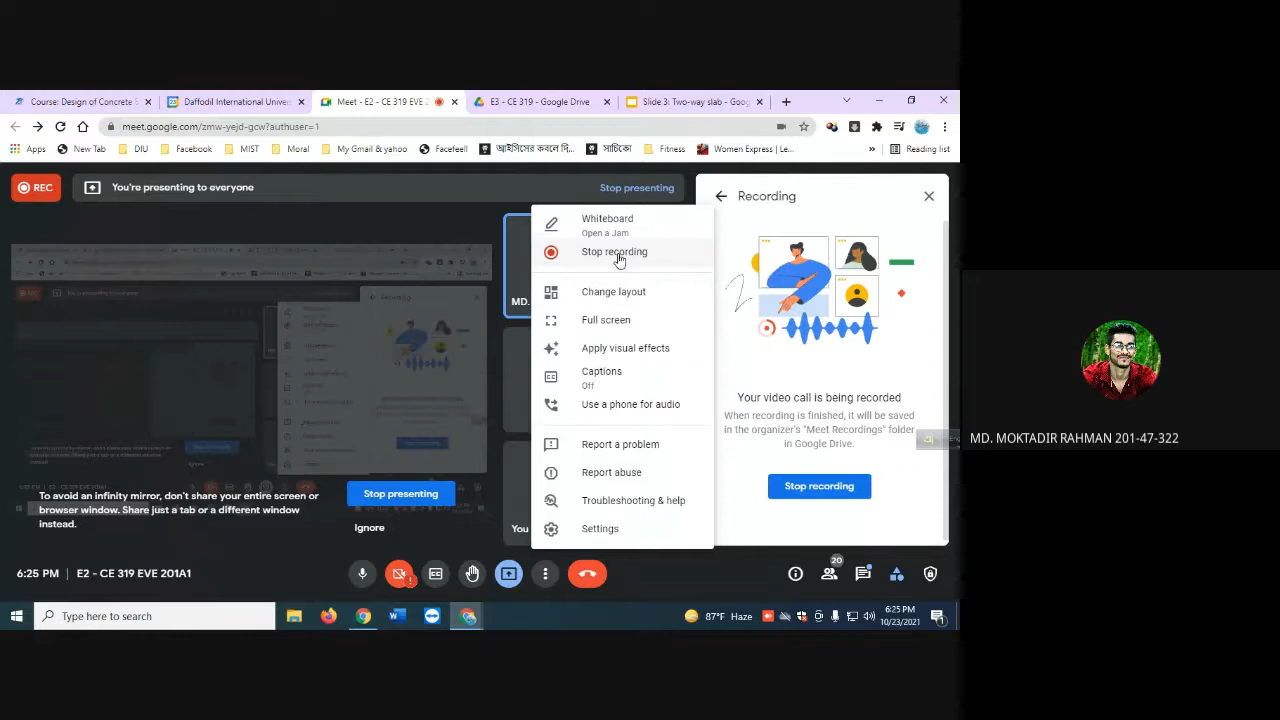 Course: Design of Concrete S
Daffodil International Univers
Meet - E2 - CE 319 EVE 2
E3 - CE 319 - Google Drive
Slide 3: Two-way slab - Goog
meet.google.com/zmw-yejd-gcw?authuser=1
Apps
New Tab
DIU
Facebook
MIST
Moral
My Gmail & yahoo
Facefeell
আইসিসের কবলে দি...
সাচিকো
Fitness
Women Express | Le...
»
Reading list
REC
You're presenting to everyone
Stop presenting
Whiteboard
Open a Jam
Stop recording
Change layout
Full screen
Apply visual effects
Captions
Off
Use a phone for audio
Report a problem
Report abuse
Troubleshooting & help
Settings
Recording
Your video call is being recorded
When recording is finished, it will be saved
in the organizer's "Meet Recordings" folder
in Google Drive.
Stop recording
MD.
You
To avoid an infinity mirror, don't share your entire screen or
browser window. Share just a tab or a different window
instead.
Stop presenting
Ignore
6:25 PM | E2 - CE 319 EVE 201A1
20
Type here to search
87°F Haze
6:25 PM
10/23/2021
1
MD. MOKTADIR RAHMAN 201-47-322